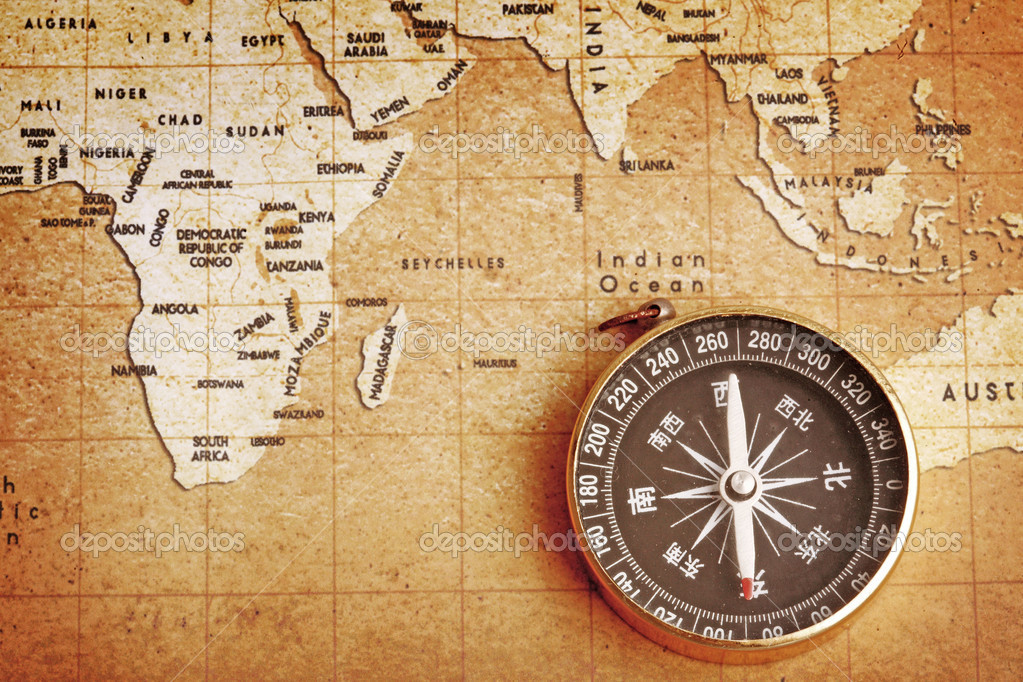 ALGERIA
LIBYA
EGYPT
SAUDI
ARABIA
KUWAIT
BAHRAIN
QATAR
UAE.
OMAN
YEMEN
PAKISTAN
INDIA
NEPAL
BHUTAN
BANGLADESH
MYANMAR
LAOS
THAILAND
VIETNAM
CAMBODIA
PHILIPPINES
MALI
NIGER
CHAD
SUDAN
ERITREA
DJIBOUTI
BURKINA
FASO
IVORY
COAST
GHANA
TOGO
BENIN
NIGERIA
CAMEROON
CENTRAL
AFRICAN REPUBLIC
ETHIOPIA
SOMALIA
SRI LANKA
MALDIVES
MALAYSIA
BRUNEI
INDONES
EQUAT.
GUINEA
SAO TOME & P.
GABON
CONGO
DEMOCRATIC
REPUBLIC OF
CONGO
UGANDA
KENYA
RWANDA
BURUNDI
TANZANIA
SEYCHELLES
Indian
Ocean
COMOROS
ANGOLA
ZAMBIA
MALAWI
MOZAMBIQUE
ZIMBABWE
MADAGASCAR
MAURITIUS
NAMIBIA
BOTSWANA
SWAZILAND
SOUTH
AFRICA
LESOTHO
AUST
h
tic
n
220 240 260 280 300 320 340 0
200 180 160 140 120 100 80 60 40
西
西北
北
东北
东
东南
南
南西
depositphotos depositphotos depositphotos
depositphotos depositphotos depositphotos
depositphotos depositphotos depositphotos